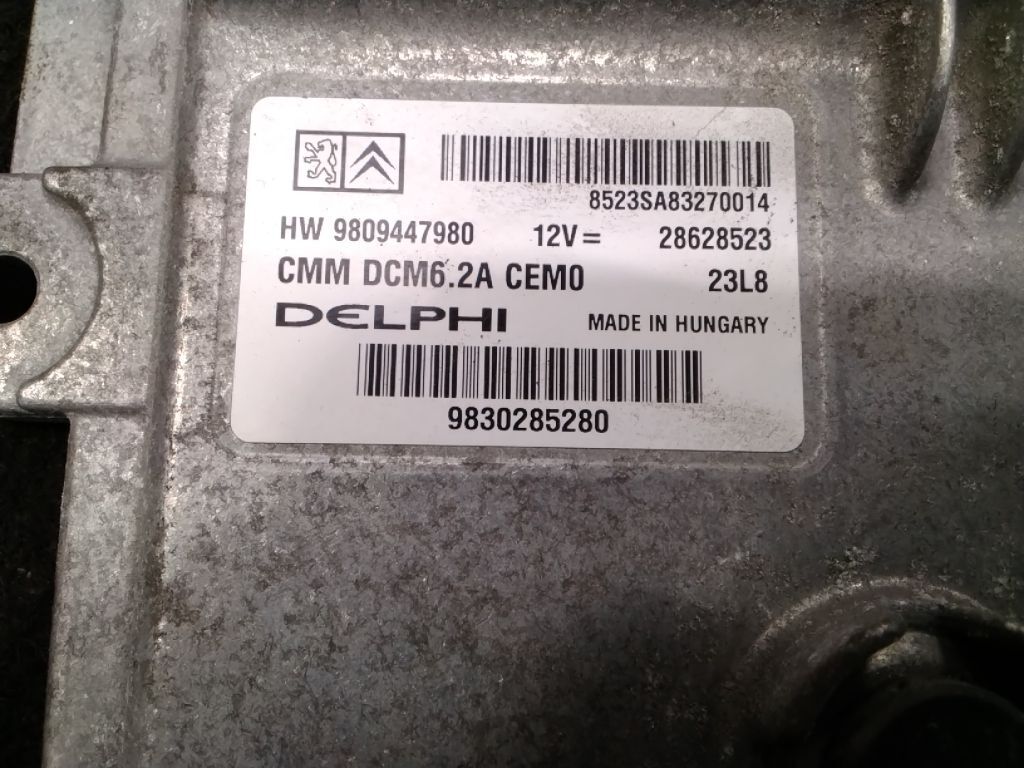 8523SA83270014
HW 9809447980 12V= 28628523
CMM DCM6.2A CEM0 23L8
DELPHI MADE IN HUNGARY
9830285280